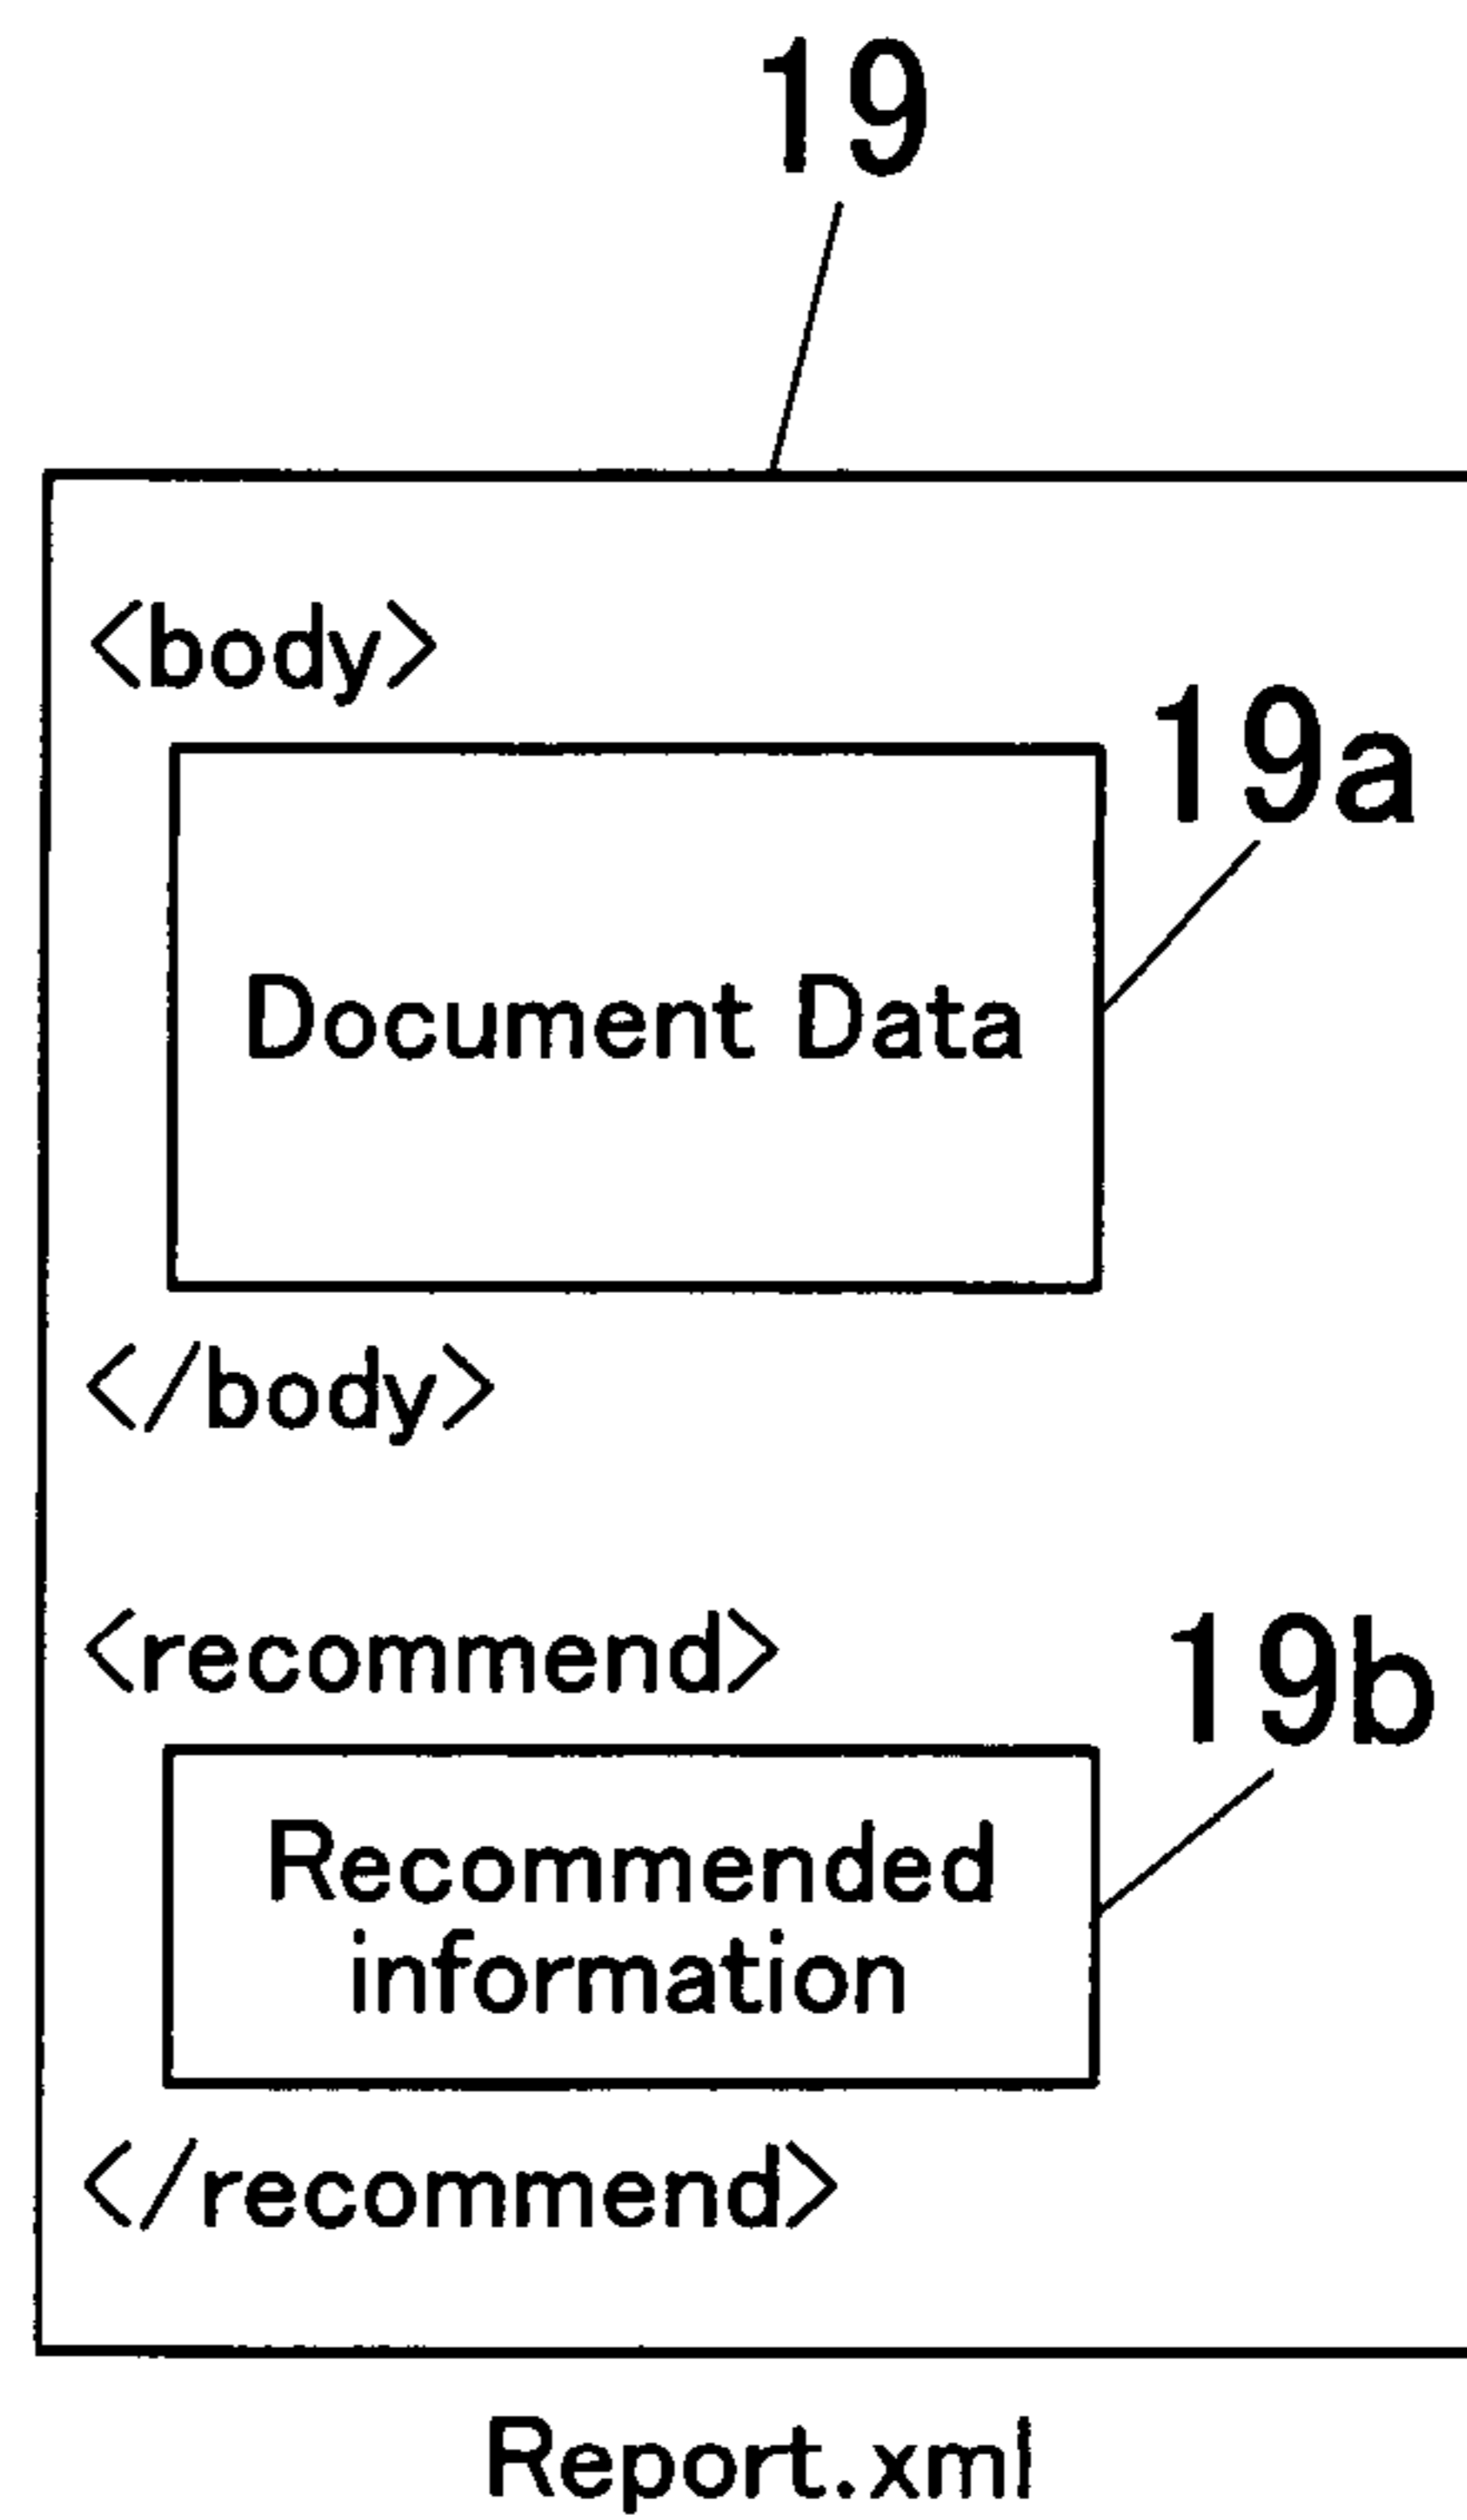 19
<body>
19a
Document Data
</body>
<recommend>
19b
Recommended
information
</recommend>
Report.xml